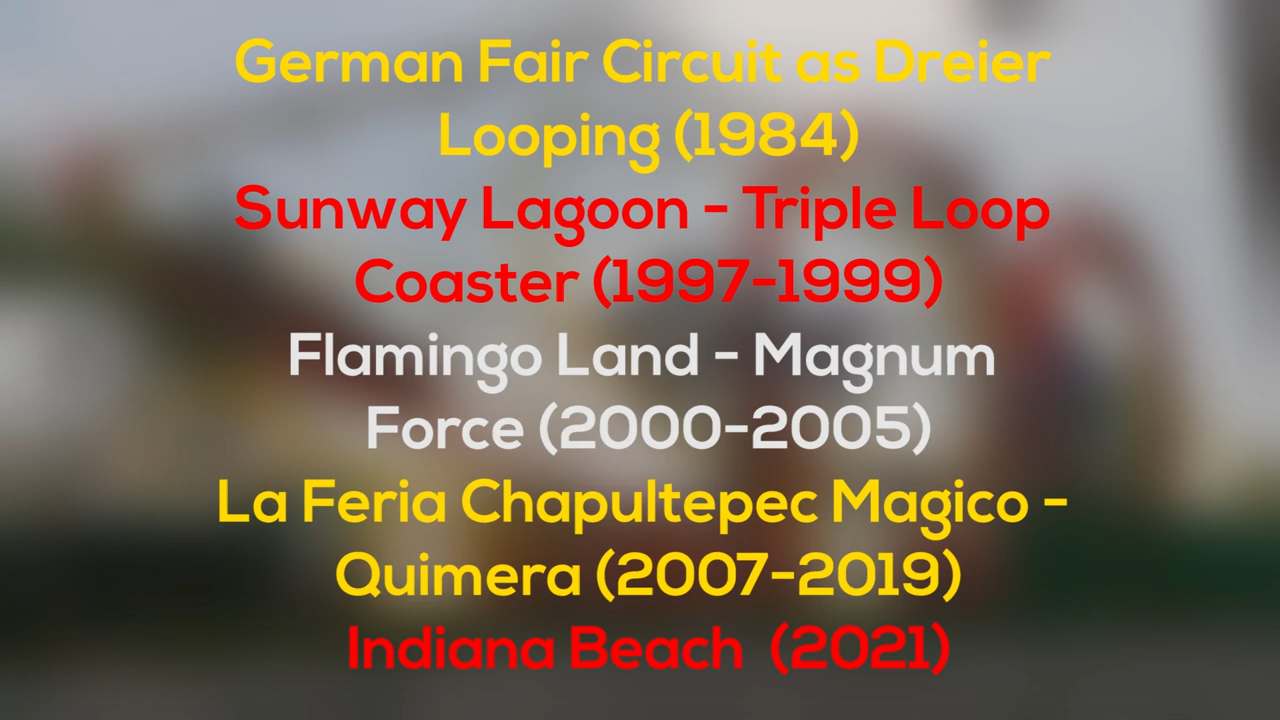 German Fair Circuit as Dreier
Looping (1984)
Sunway Lagoon - Triple Loop
Coaster (1997-1999)
Flamingo Land - Magnum
Force (2000-2005)
La Feria Chapultepec Magico -
Quimera (2007-2019)
Indiana Beach (2021)